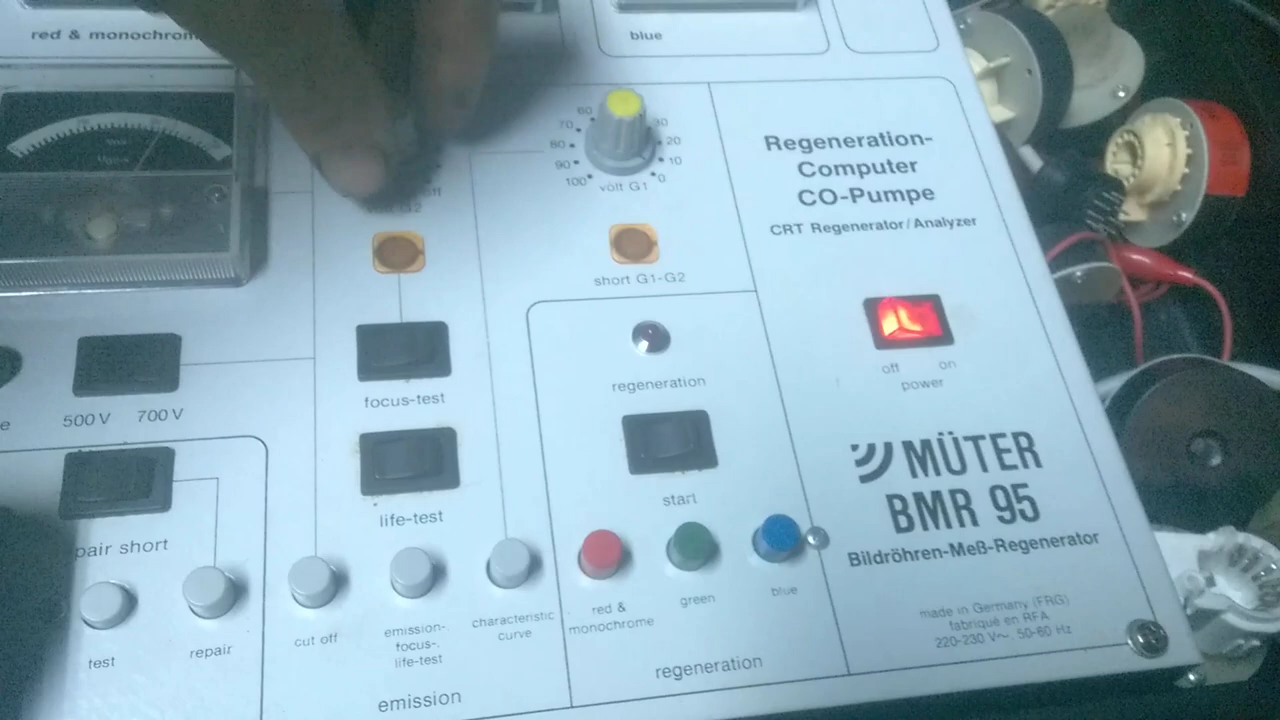 red & monochrom
blue
60
70
80
90
100
30
20
10
0
volt G1
off
G2
short G1-G2
Regeneration-
Computer
CO-Pumpe
CRT Regenerator/Analyzer
500 V 700 V
focus-test
regeneration
off on
power
life-test
start
MÜTER
BMR 95
Bildröhren-Meß-Regenerator
pair short
test
repair
cut off
emission-
focus-.
life-test
characteristic
curve
red &
monochrome
green
blue
emission
regeneration
made in Germany (FRG)
fabriqué en RFA
220-230 V~. 50-60 Hz